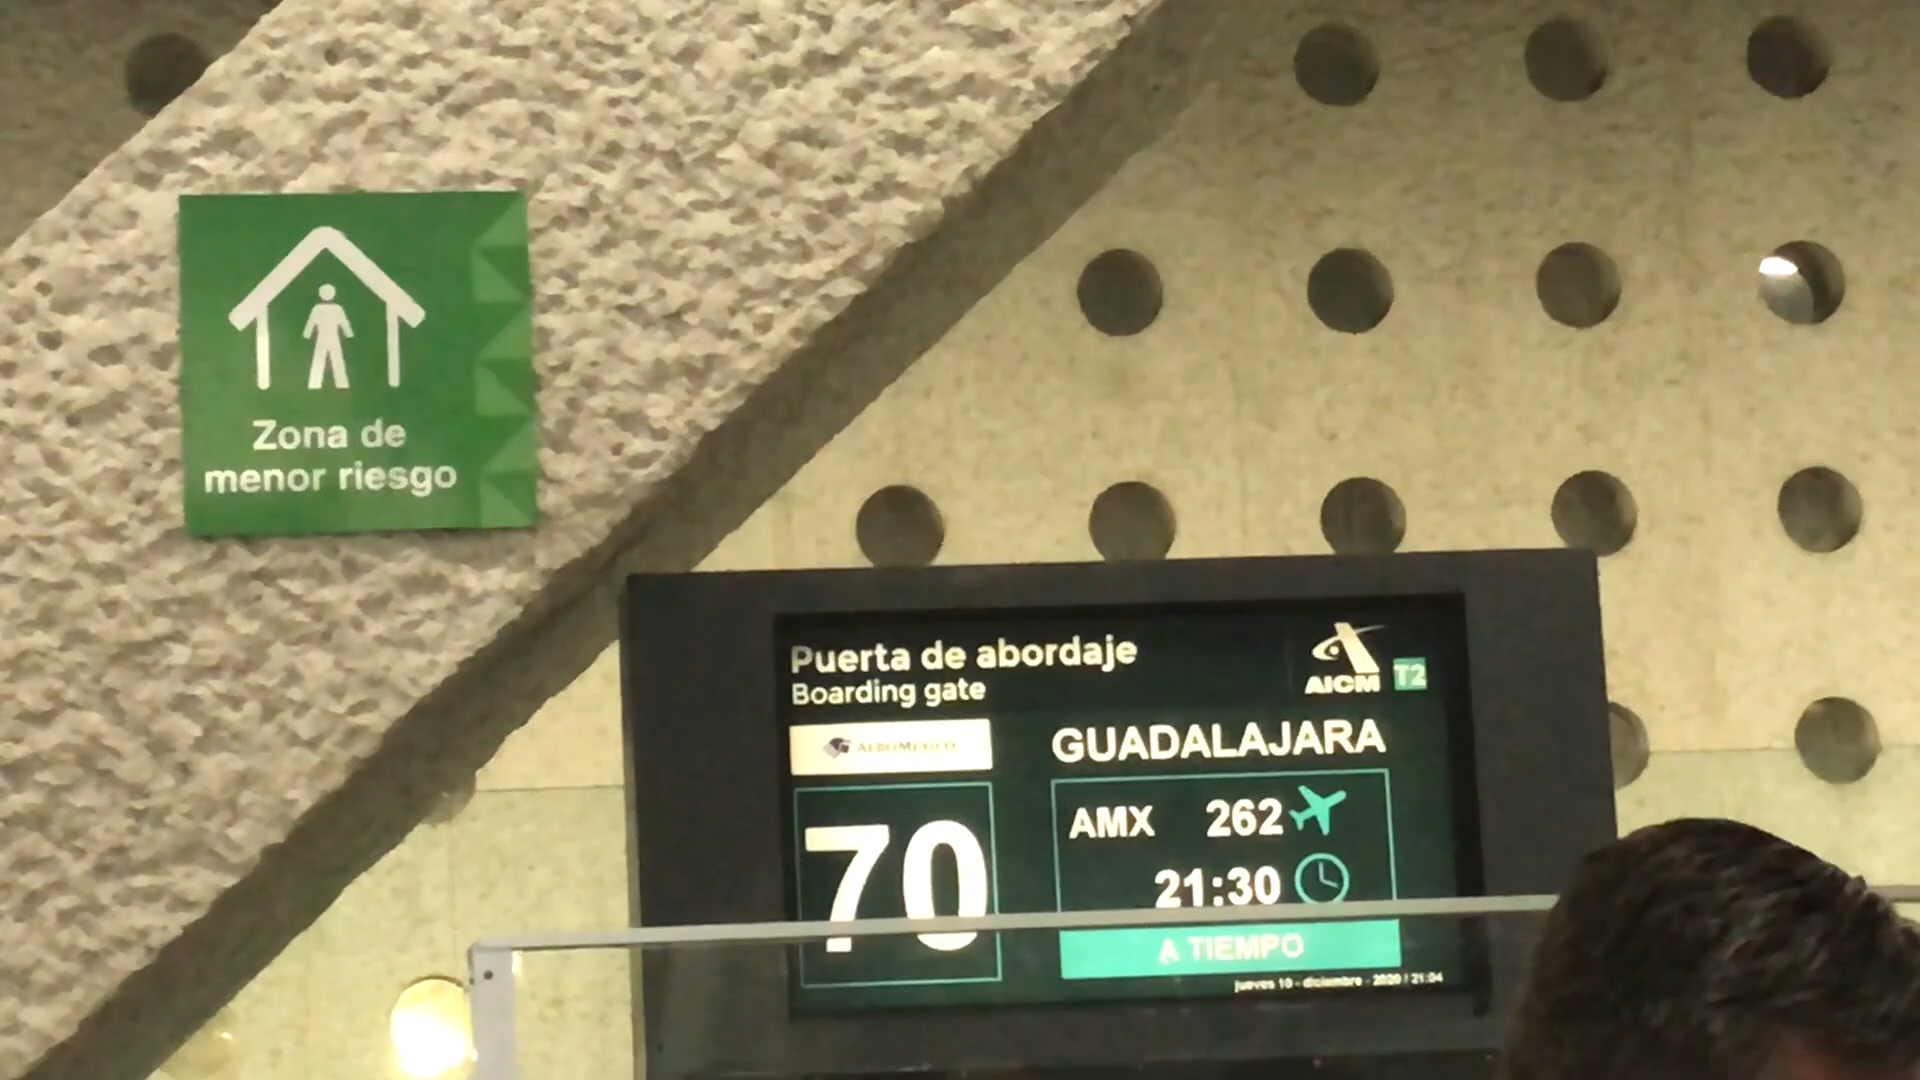 Zona de
menor riesgo
Puerta de abordaje
Boarding gate
AICM T2
AEROMEXICO
GUADALAJARA
70
AMX 262
21:30
A TIEMPO
jueves 10 - diciembre - 2020 / 21:04